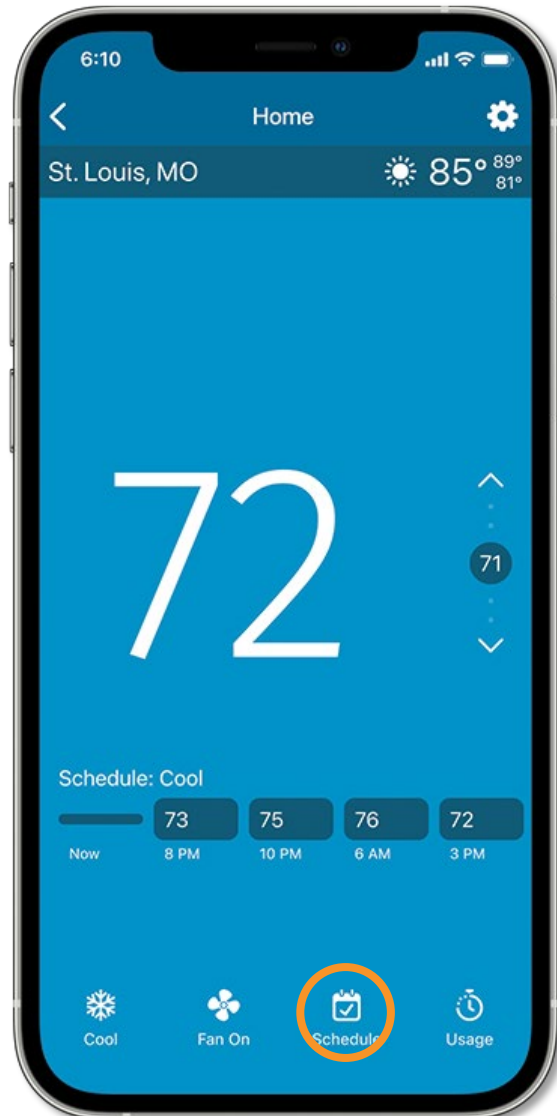 6:10
Home
St. Louis, MO 85° 89°
81°
72
71
Schedule: Cool
73 75 76 72
Now 8 PM 10 PM 6 AM 3 PM
Cool Fan On Schedule Usage